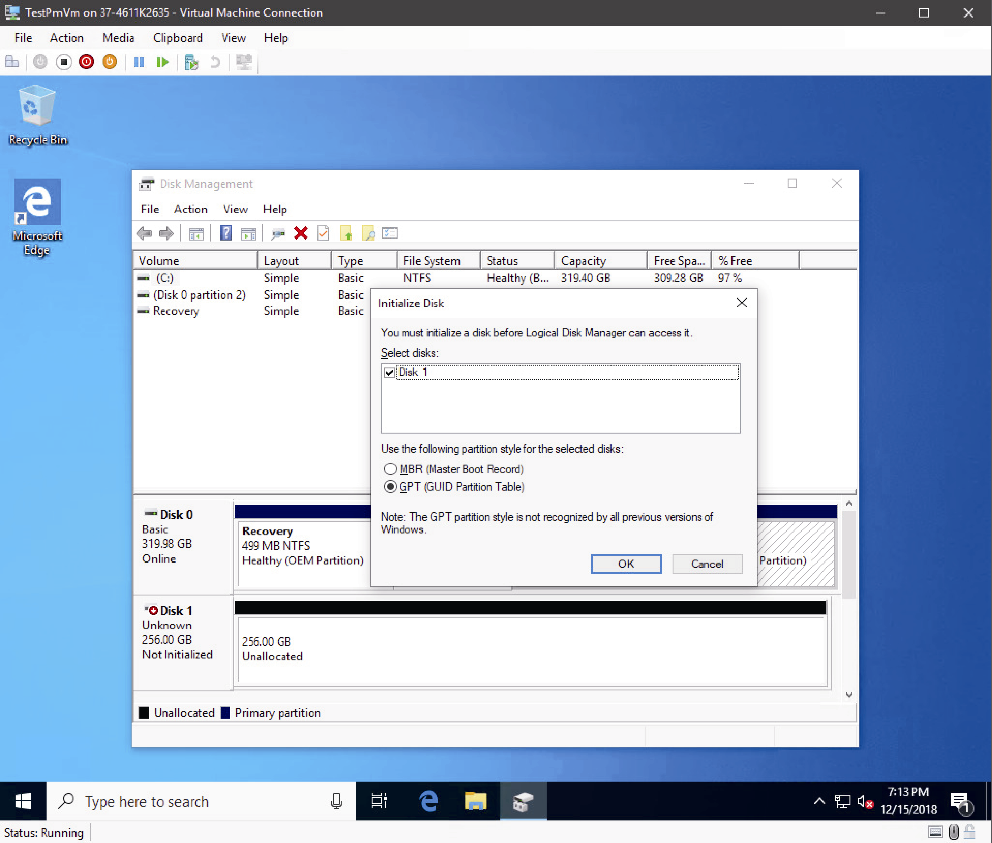 TestPmVm on 37-4611K2635 - Virtual Machine Connection
File Action Media Clipboard View Help
Recycle Bin
Microsoft
Edge
Disk Management
File Action View Help
Volume Layout Type File System Status Capacity Free Spa... % Free
(C:) Simple Basic NTFS Healthy (B... 319.40 GB 309.28 GB 97 %
(Disk 0 partition 2) Simple Basic
Recovery Simple Basic
Initialize Disk
You must initialize a disk before Logical Disk Manager can access it.
Select disks:
Disk 1
Use the following partition style for the selected disks:
MBR (Master Boot Record)
GPT (GUID Partition Table)
Note: The GPT partition style is not recognized by all previous versions of
Windows.
OK Cancel
Disk 0
Basic
319.98 GB
Online
Recovery
499 MB NTFS
Healthy (OEM Partition)
Partition)
Disk 1
Unknown
256.00 GB
Not Initialized
256.00 GB
Unallocated
Unallocated Primary partition
Type here to search
7:13 PM
12/15/2018
1
Status: Running